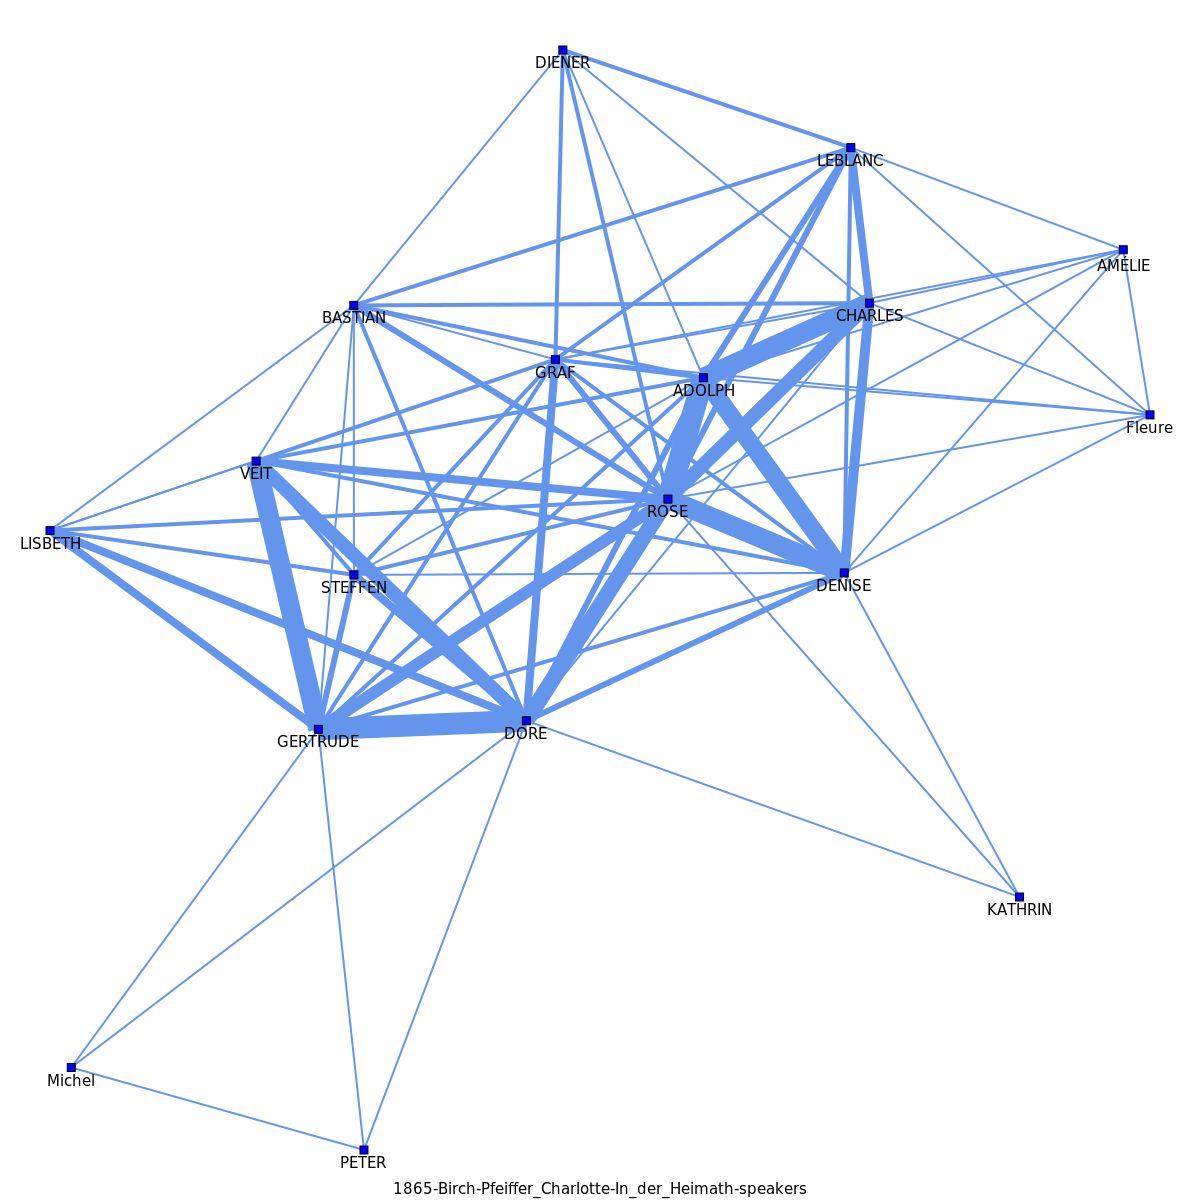 DIENER
LEBLANC
AMÉLIE
CHARLES
BASTIAN
GRAF
ADOLPH
Fleure
VEIT
ROSE
LISBETH
STEFFEN
DENISE
DORE
GERTRUDE
KATHRIN
Michel
PETER
1865-Birch-Pfeiffer_Charlotte-In_der_Heimath-speakers